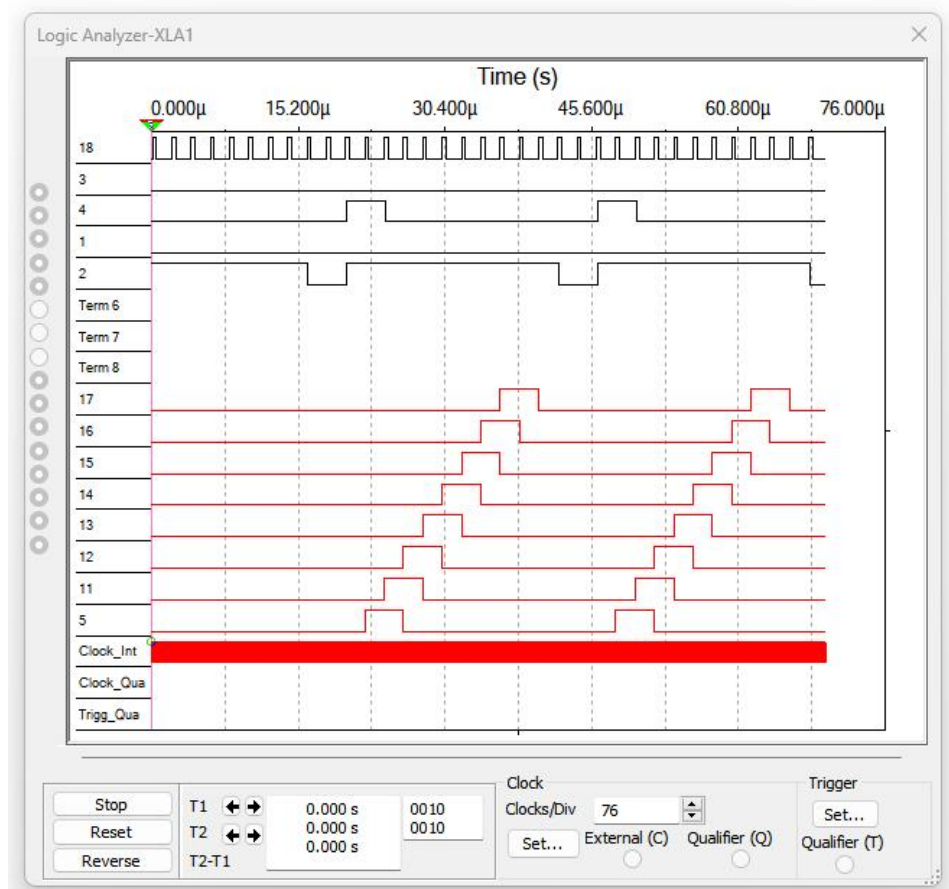 Logic Analyzer-XLA1
Time (s)
0.000µ 15.200µ 30.400µ 45.600µ 60.800µ 76.000µ
18
3
4
1
2
Term 6
Term 7
Term 8
17
16
15
14
13
12
11
5
Clock_Int
Clock_Qua
Trigg_Qua
Stop
Reset
Reverse
T1 0.000 s 0010
T2 0.000 s 0010
T2-T1 0.000 s
Clock
Clocks/Div 76
Set... External (C) Qualifier (Q)
Trigger
Set...
Qualifier (T)